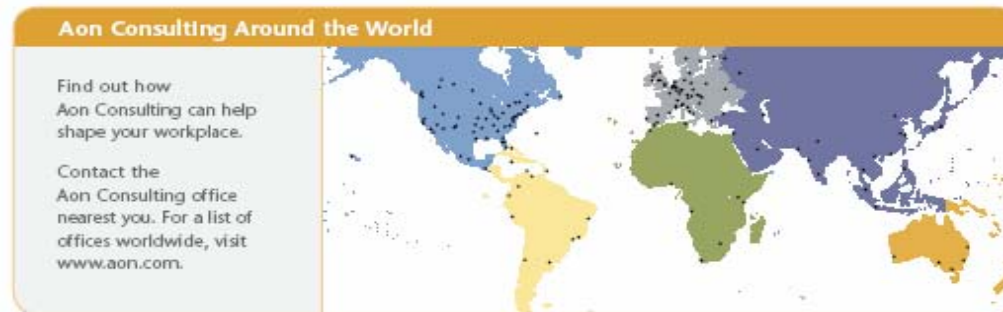 Aon Consulting Around the World
Find out how
Aon Consulting can help
shape your workplace.
Contact the
Aon Consulting office
nearest you. For a list of
offices worldwide, visit
www.aon.com.